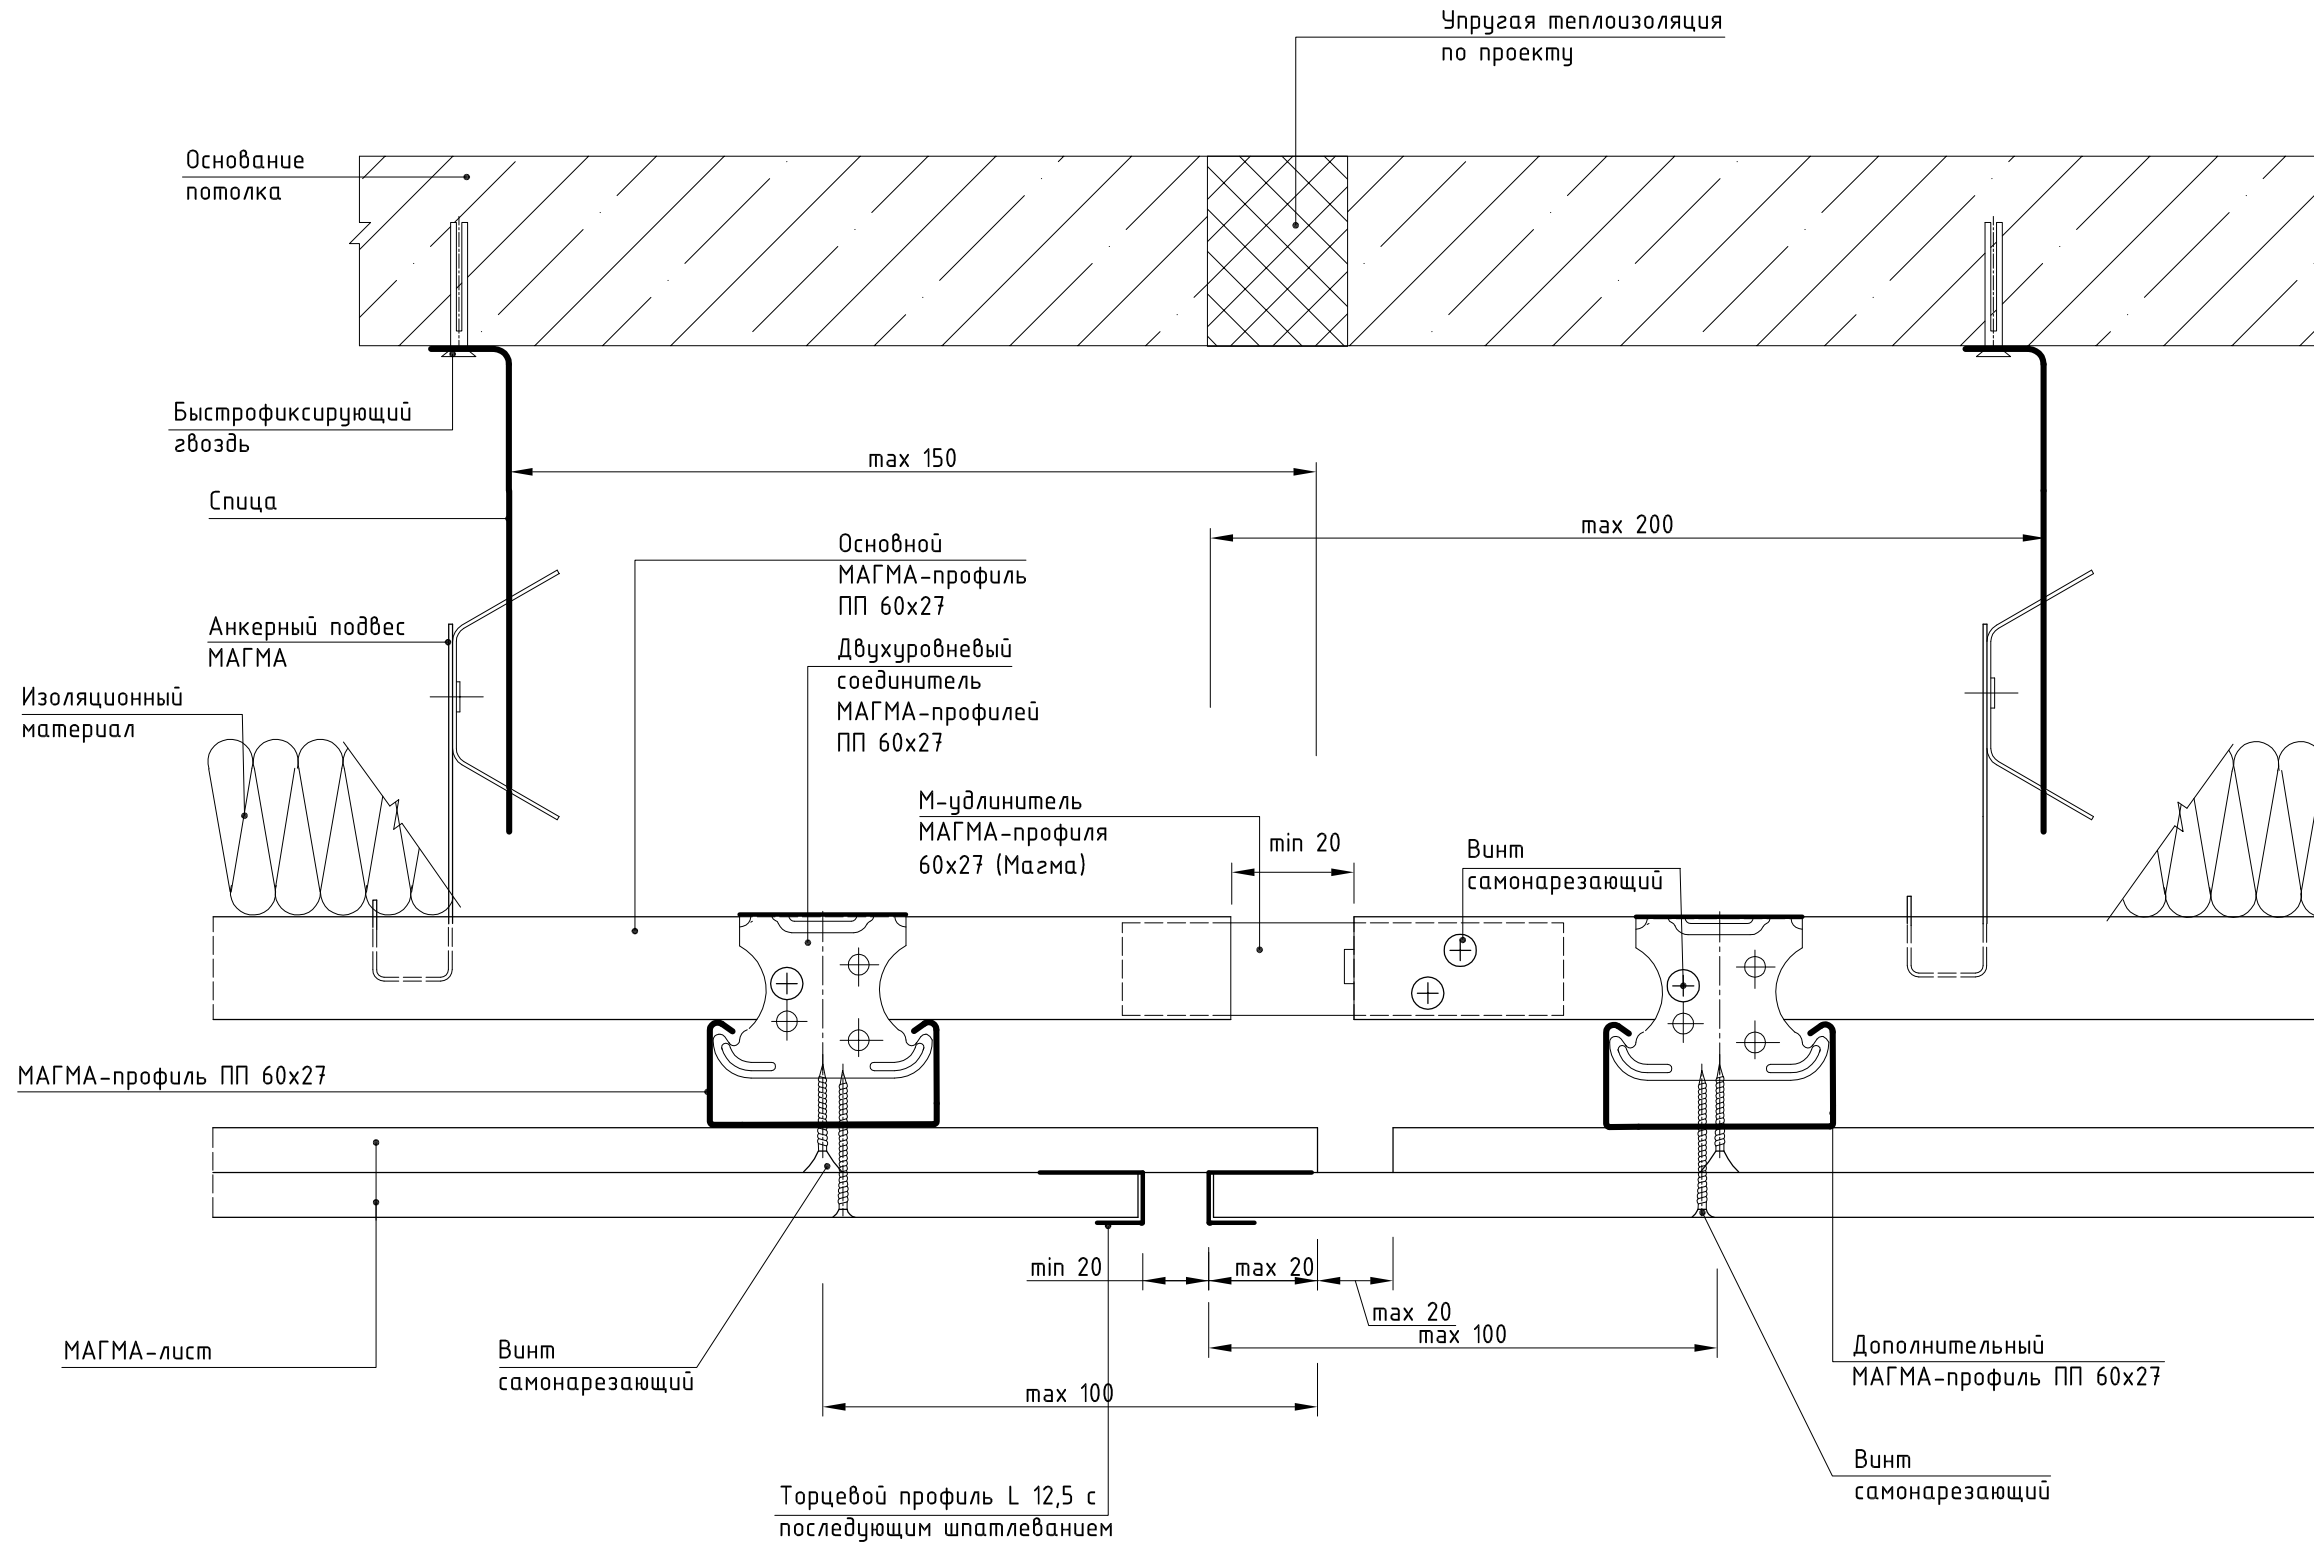 Упругая теплоизоляция
по проекту
Основание
потолка
Быстрофиксирующий
гвоздь
max 150
Спица
max 200
Основной
МАГМА-профиль
ПП 60х27
Анкерный подвес
МАГМА
Двухуровневый
соединитель
МАГМА-профилей
ПП 60х27
Изоляционный
материал
М-удлинитель
МАГМА-профиля
60х27 (Магма)
min 20
Винт
самонарезающий
МАГМА-профиль ПП 60х27
min 20
max 20
max 20
max 100
МАГМА-лист
Винт
самонарезающий
max 100
Дополнительный
МАГМА-профиль ПП 60х27
Винт
самонарезающий
Торцевой профиль L 12,5 с
последующим шпатлеванием